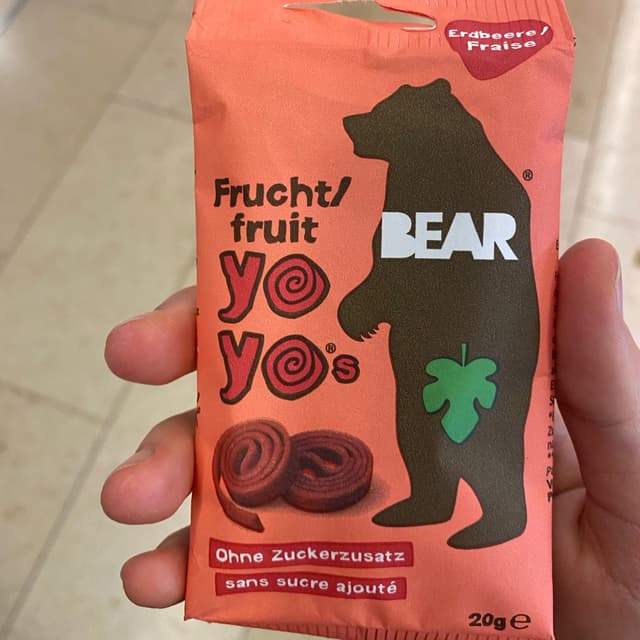 Erdbeere/
Fraise
Frucht/
fruit
BEAR®
yo
yo®s
Ohne Zuckerzusatz
sans sucre ajouté
20g ℮